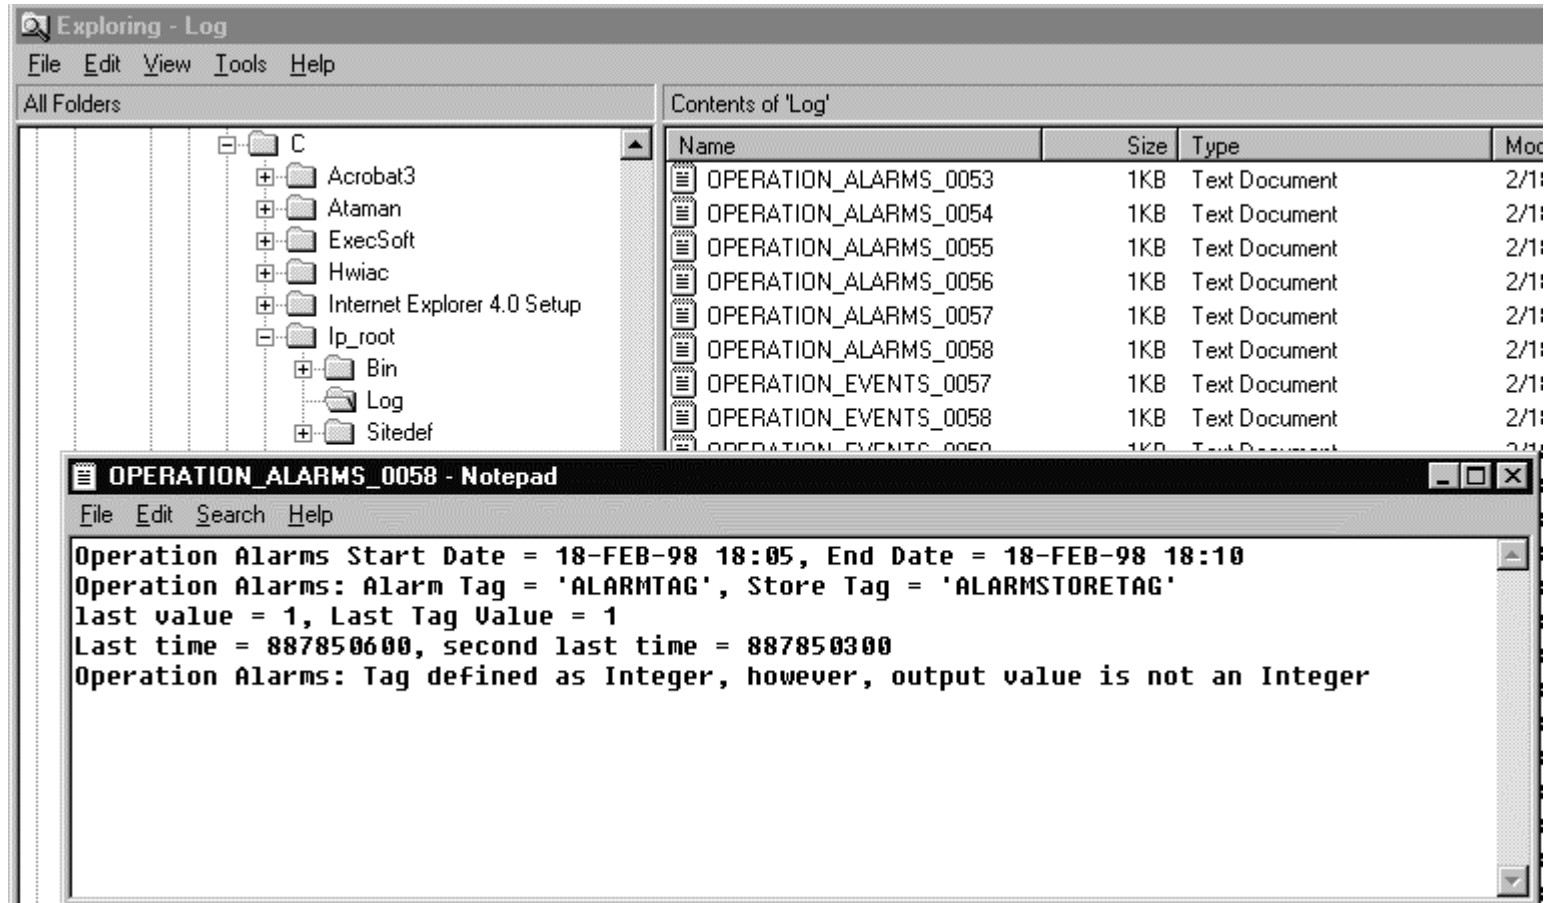 Exploring - Log
File Edit View Tools Help
All Folders
Contents of 'Log'
C
Acrobat3
Ataman
ExecSoft
Hwiac
Internet Explorer 4.0 Setup
Ip_root
Bin
Log
Sitedef
Name Size Type
OPERATION_ALARMS_0053 1KB Text Document
OPERATION_ALARMS_0054 1KB Text Document
OPERATION_ALARMS_0055 1KB Text Document
OPERATION_ALARMS_0056 1KB Text Document
OPERATION_ALARMS_0057 1KB Text Document
OPERATION_ALARMS_0058 1KB Text Document
OPERATION_EVENTS_0057 1KB Text Document
OPERATION_EVENTS_0058 1KB Text Document
OPERATION_ALARMS_0058 - Notepad
File Edit Search Help
Operation Alarms Start Date = 18-FEB-98 18:05, End Date = 18-FEB-98 18:10
Operation Alarms: Alarm Tag = 'ALARMTAG', Store Tag = 'ALARMSTORETAG'
last value = 1, Last Tag Value = 1
Last time = 887850600, second last time = 887850300
Operation Alarms: Tag defined as Integer, however, output value is not an Integer